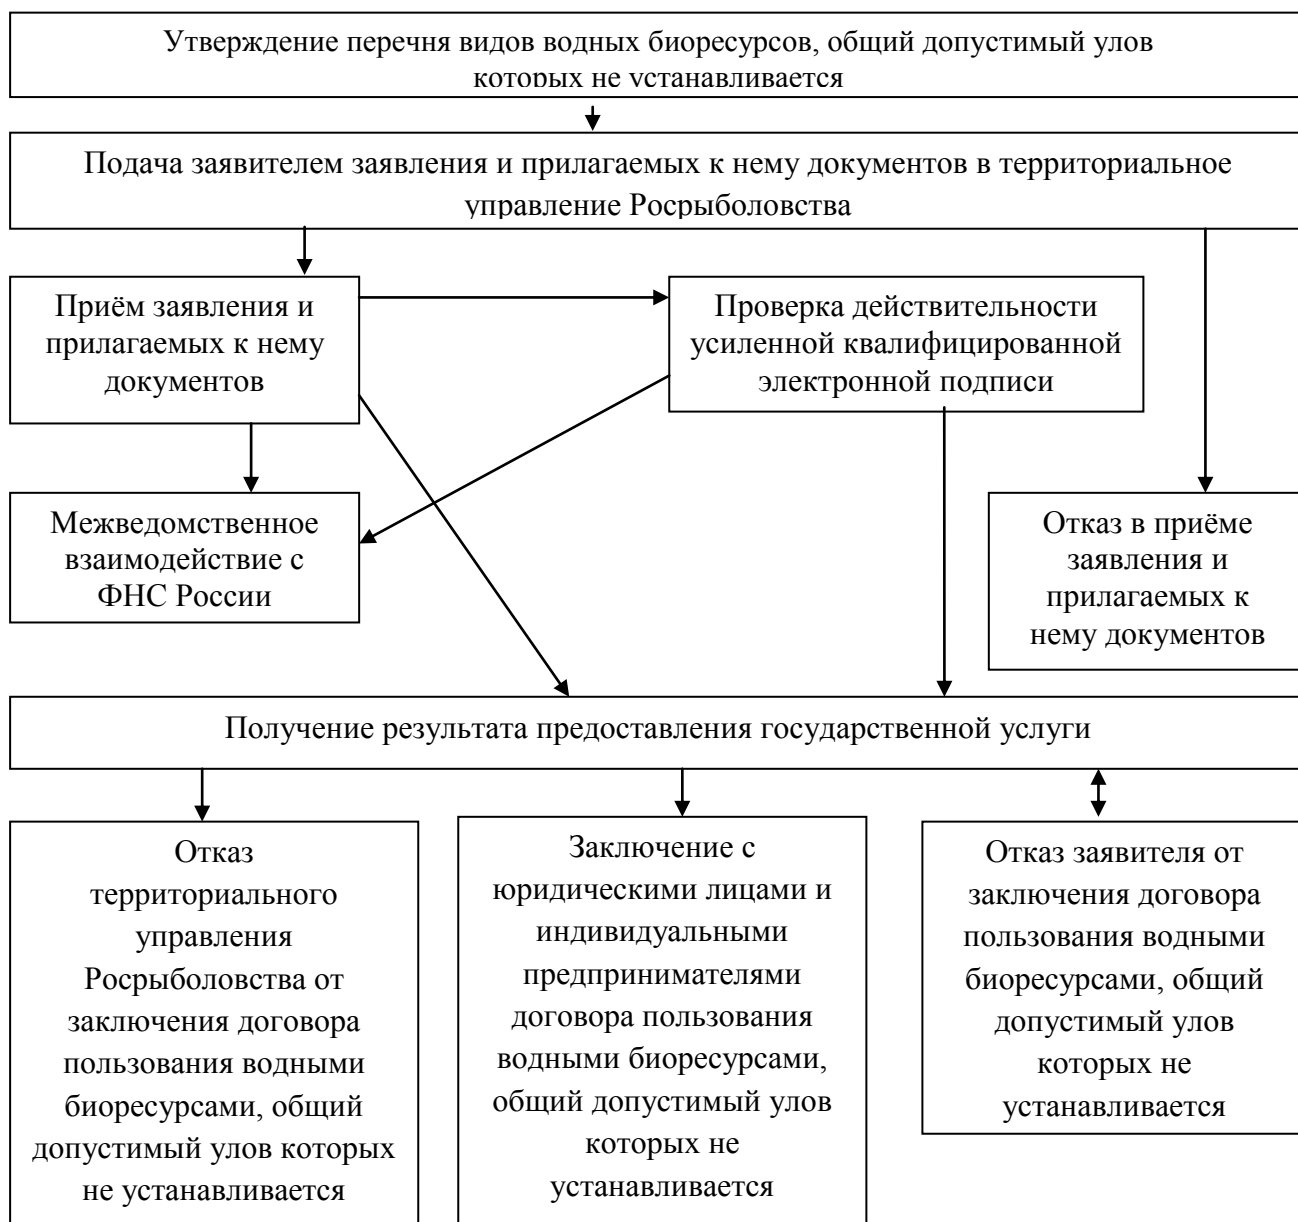 Утверждение перечня видов водных биоресурсов, общий допустимый улов
которых не устанавливается
Подача заявителем заявления и прилагаемых к нему документов в территориальное
управление Росрыболовства
Приём заявления и
прилагаемых к нему
документов
Проверка действительности
усиленной квалифицированной
электронной подписи
Межведомственное
взаимодействие с
ФНС России
Отказ в приёме
заявления и
прилагаемых к
нему документов
Получение результата предоставления государственной услуги
Отказ
территориального
управления
Росрыболовства от
заключения договора
пользования водными
биоресурсами, общий
допустимый улов которых
не устанавливается
Заключение с
юридическими лицами и
индивидуальными
предпринимателями
договора пользования
водными биоресурсами,
общий допустимый улов
которых не
устанавливается
Отказ заявителя от
заключения договора
пользования водными
биоресурсами, общий
допустимый улов
которых не
устанавливается